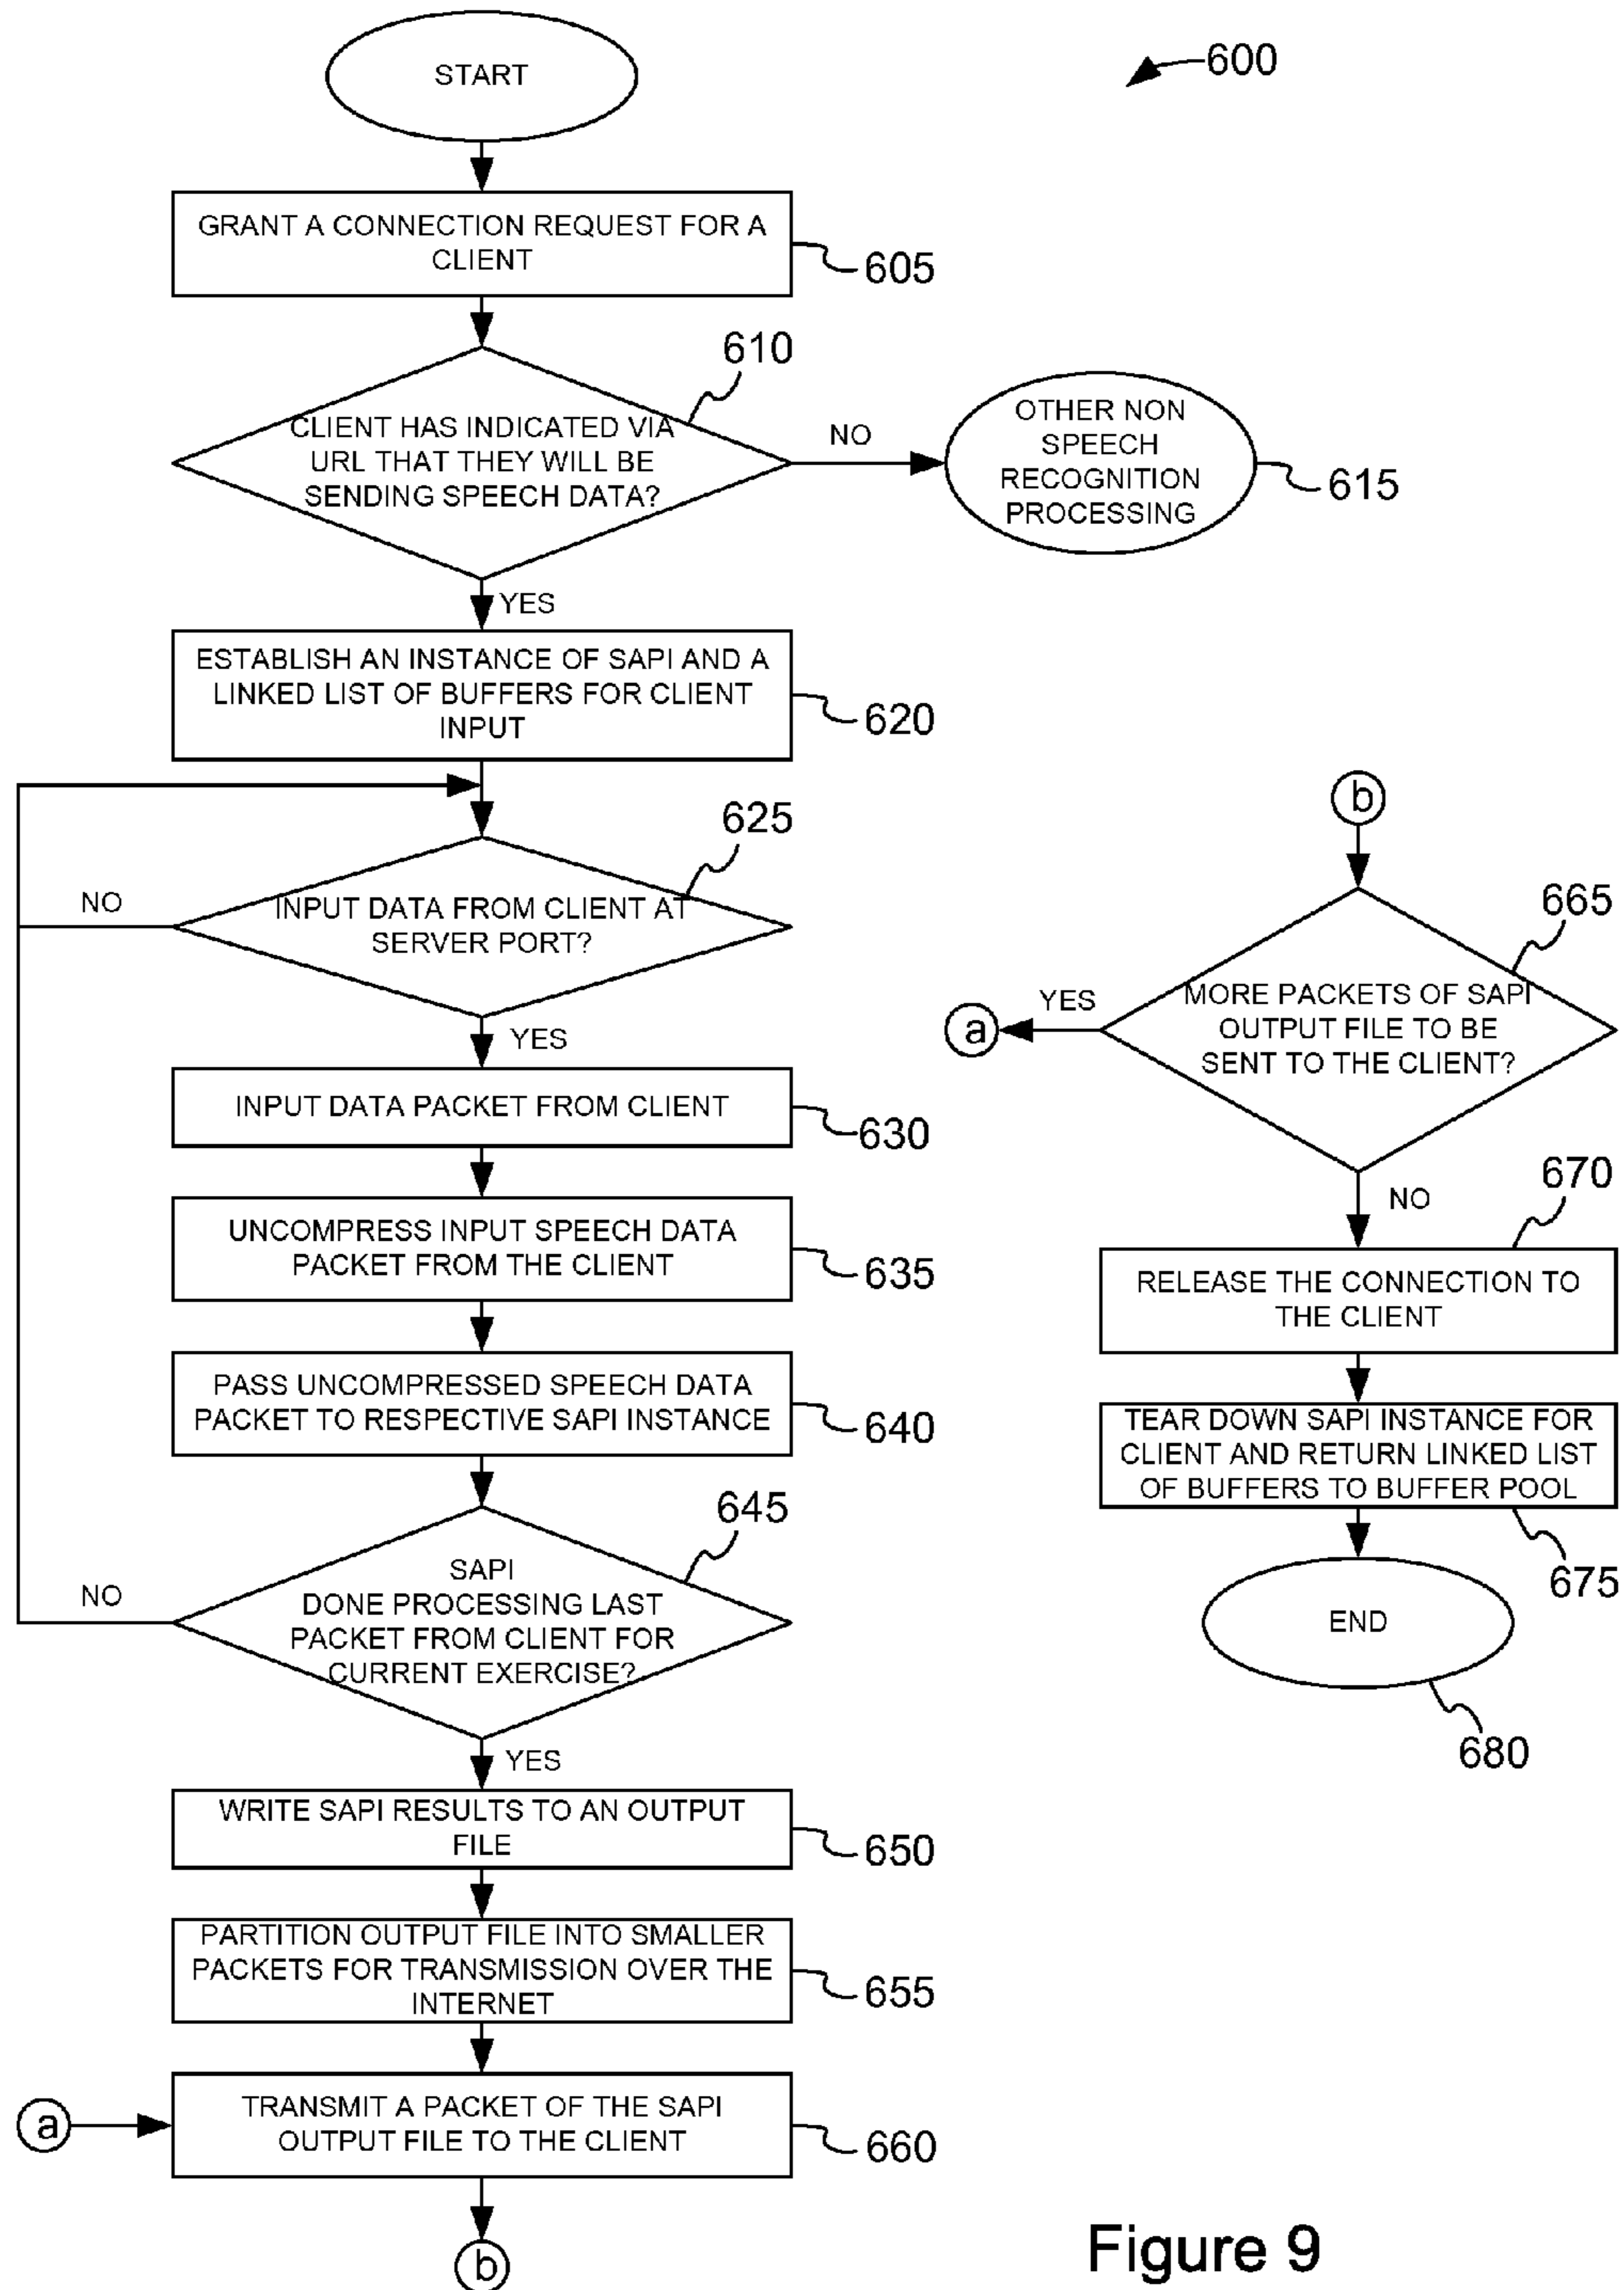 START
600
GRANT A CONNECTION REQUEST FOR A
CLIENT
605
610
CLIENT HAS INDICATED VIA
URL THAT THEY WILL BE
SENDING SPEECH DATA?
NO
OTHER NON
SPEECH
RECOGNITION
PROCESSING
615
YES
ESTABLISH AN INSTANCE OF SAPI AND A
LINKED LIST OF BUFFERS FOR CLIENT
INPUT
620
625
INPUT DATA FROM CLIENT AT
SERVER PORT?
NO
YES
INPUT DATA PACKET FROM CLIENT
630
UNCOMPRESS INPUT SPEECH DATA
PACKET FROM THE CLIENT
635
PASS UNCOMPRESSED SPEECH DATA
PACKET TO RESPECTIVE SAPI INSTANCE
640
645
SAPI
DONE PROCESSING LAST
PACKET FROM CLIENT FOR
CURRENT EXERCISE?
NO
YES
WRITE SAPI RESULTS TO AN OUTPUT
FILE
650
PARTITION OUTPUT FILE INTO SMALLER
PACKETS FOR TRANSMISSION OVER THE
INTERNET
655
a
TRANSMIT A PACKET OF THE SAPI
OUTPUT FILE TO THE CLIENT
660
b
b
665
MORE PACKETS OF SAPI
OUTPUT FILE TO BE
SENT TO THE CLIENT?
YES
a
NO
670
RELEASE THE CONNECTION TO
THE CLIENT
TEAR DOWN SAPI INSTANCE FOR
CLIENT AND RETURN LINKED LIST
OF BUFFERS TO BUFFER POOL
675
END
680
Figure 9